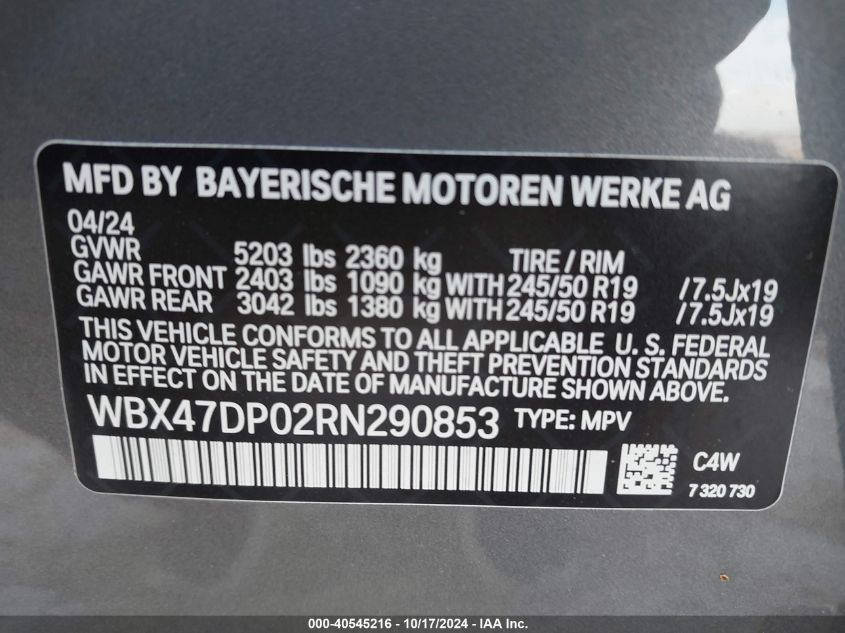 MFD BY BAYERISCHE MOTOREN WERKE AG
04/24
GVWR 5203 lbs 2360 kg TIRE / RIM
GAWR FRONT 2403 lbs 1090 kg WITH 245/50 R19 /7.5Jx19
GAWR REAR 3042 lbs 1380 kg WITH 245/50 R19 /7.5Jx19
THIS VEHICLE CONFORMS TO ALL APPLICABLE U. S. FEDERAL
MOTOR VEHICLE SAFETY AND THEFT PREVENTION STANDARDS
IN EFFECT ON THE DATE OF MANUFACTURE SHOWN ABOVE.
WBX47DP02RN290853 TYPE: MPV
C4W
7 320 730
000-40545216 - 10/17/2024 - IAA Inc.